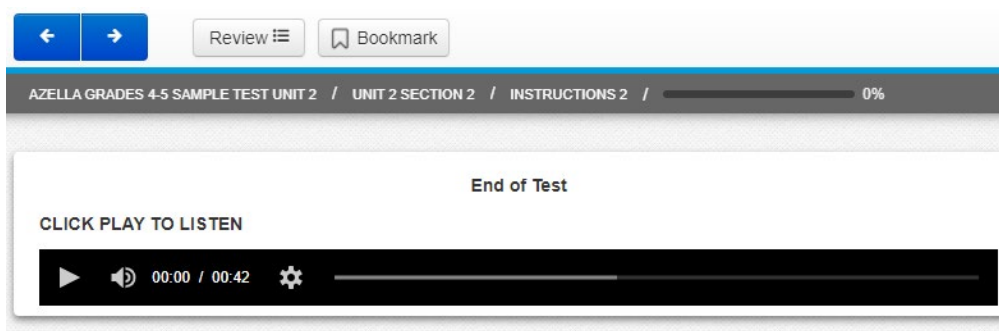 Review
Bookmark
AZELLA GRADES 4-5 SAMPLE TEST UNIT 2 / UNIT 2 SECTION 2 / INSTRUCTIONS 2 / 0%
End of Test
CLICK PLAY TO LISTEN
00:00 / 00:42